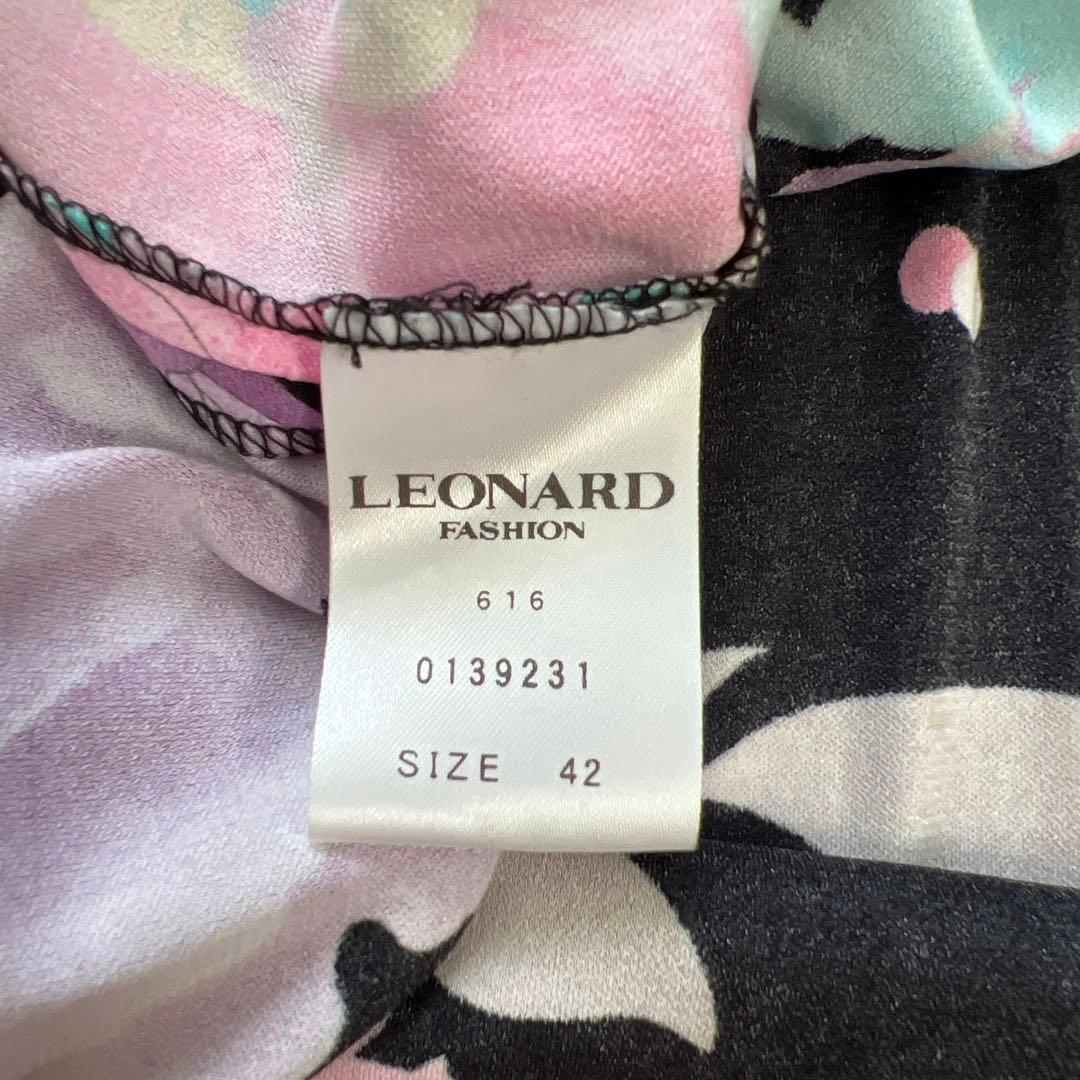 LEONARD
FASHION
616
0139231
SIZE 42